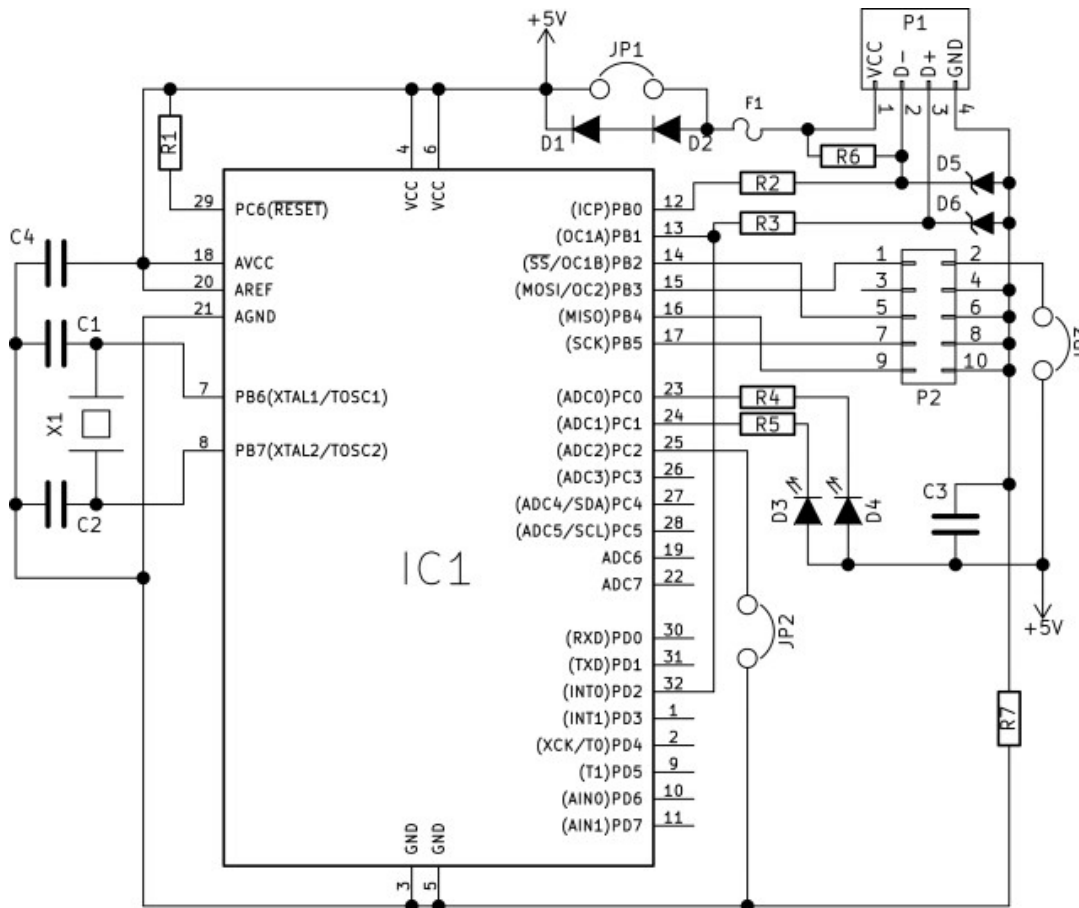 +5V
P1
JP1
VCC
D-
D+
GND
1
2
3
4
F1
D1
D2
R1
R6
R2
R3
D5
D6
4
6
VCC
VCC
29 PC6(RESET)
C4
18 AVCC
20 AREF
21 AGND
C1
7 PB6(XTAL1/TOSC1)
X1
8 PB7(XTAL2/TOSC2)
C2
IC1
(ICP)PB0 12
(OC1A)PB1 13
(SS/OC1B)PB2 14
(MOSI/OC2)PB3 15
(MISO)PB4 16
(SCK)PB5 17
(ADC0)PC0 23
(ADC1)PC1 24
(ADC2)PC2 25
(ADC3)PC3 26
(ADC4/SDA)PC4 27
(ADC5/SCL)PC5 28
ADC6 19
ADC7 22
(RXD)PD0 30
(TXD)PD1 31
(INT0)PD2 32
(INT1)PD3 1
(XCK/T0)PD4 2
(T1)PD5 9
(AIN0)PD6 10
(AIN1)PD7 11
GND
GND
3
5
1 2
3 4
5 6
7 8
9 10
P2
R4
R5
D3
D4
C3
JP2
+5V
R7